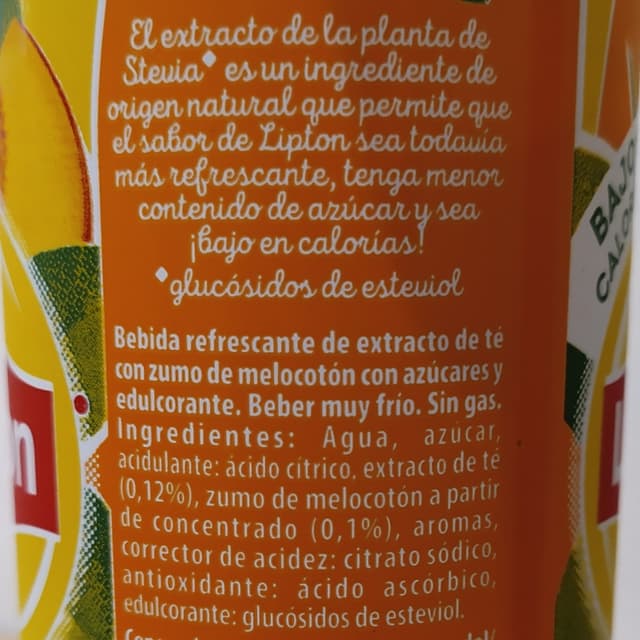 El extracto de la planta de
Stevia* es un ingrediente de
origen natural que permite que
el sabor de Lipton sea todavía
más refrescante, tenga menor
contenido de azúcar y sea
¡bajo en calorías!
*glucósidos de esteviol
Bebida refrescante de extracto de té
con zumo de melocotón con azúcares y
edulcorante. Beber muy frío. Sin gas.
Ingredientes: Agua, azúcar,
acidulante: ácido cítrico, extracto de té
(0,12%), zumo de melocotón a partir
de concentrado (0,1%), aromas,
corrector de acidez: citrato sódico,
antioxidante: ácido ascórbico,
edulcorante: glucósidos de esteviol.